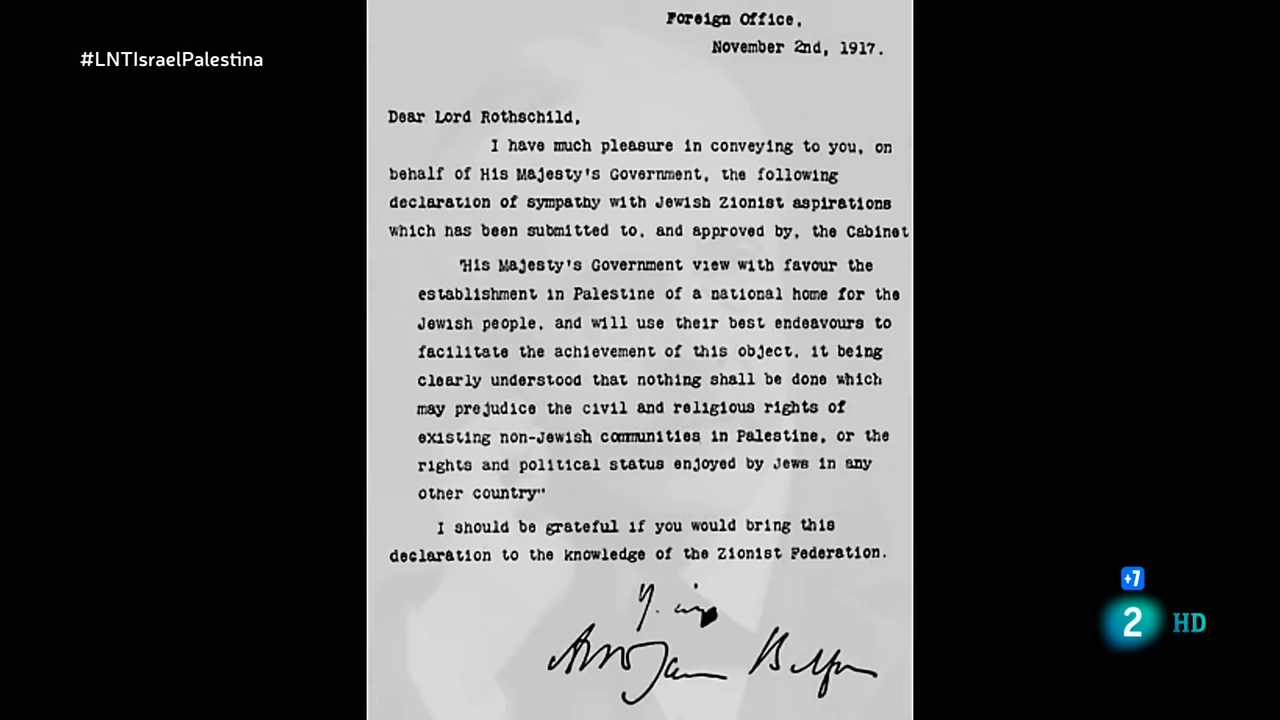 #LNTIsraelPalestina
Foreign Office,
November 2nd, 1917.
Dear Lord Rothschild,
I have much pleasure in conveying to you, on
behalf of His Majesty's Government, the following
declaration of sympathy with Jewish Zionist aspirations
which has been submitted to, and approved by, the Cabinet
"His Majesty's Government view with favour the
establishment in Palestine of a national home for the
Jewish people, and will use their best endeavours to
facilitate the achievement of this object, it being
clearly understood that nothing shall be done which
may prejudice the civil and religious rights of
existing non-Jewish communities in Palestine, or the
rights and political status enjoyed by Jews in any
other country"
I should be grateful if you would bring this
declaration to the knowledge of the Zionist Federation.
Balfour
+7
2 HD